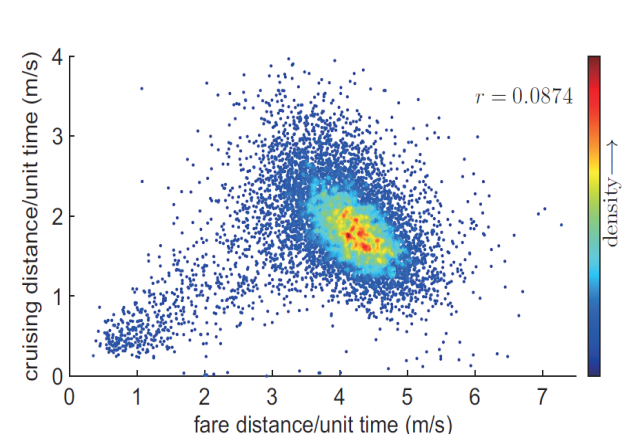 4
3
2
1
0
cruising distance/unit time (m/s)
r = 0.0874
density⟶
0 1 2 3 4 5 6 7
fare distance/unit time (m/s)